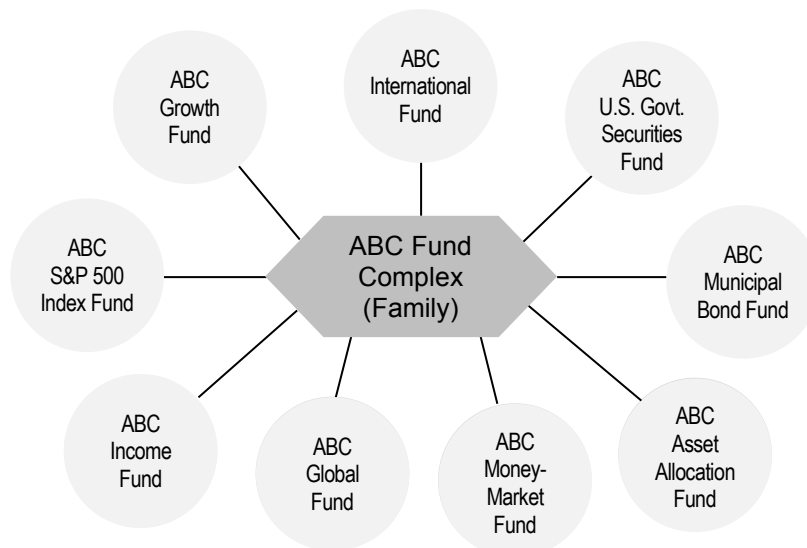 ABC
Growth
Fund
ABC
International
Fund
ABC
U.S. Govt.
Securities
Fund
ABC
S&P 500
Index Fund
ABC Fund
Complex
(Family)
ABC
Municipal
Bond Fund
ABC
Income
Fund
ABC
Global
Fund
ABC
Money-
Market
Fund
ABC
Asset
Allocation
Fund